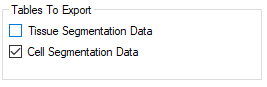 Tables To Export
Tissue Segmentation Data
Cell Segmentation Data